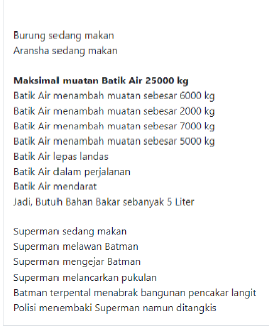 Burung sedang makan
Aransha sedang makan
Maksimal muatan Batik Air 25000 kg
Batik Air menambah muatan sebesar 6000 kg
Batik Air menambah muatan sebesar 2000 kg
Batik Air menambah muatan sebesar 7000 kg
Batik Air menambah muatan sebesar 5000 kg
Batik Air lepas landas
Batik Air dalam perjalanan
Batik Air mendarat
Jadi, Butuh Bahan Bakar sebanyak 5 Liter
Superman sedang makan
Superman melawan Batman
Superman mengejar Batman
Superman melancarkan pukulan
Batman terpental menabrak bangunan pencakar langit
Polisi menembaki Superman namun ditangkis